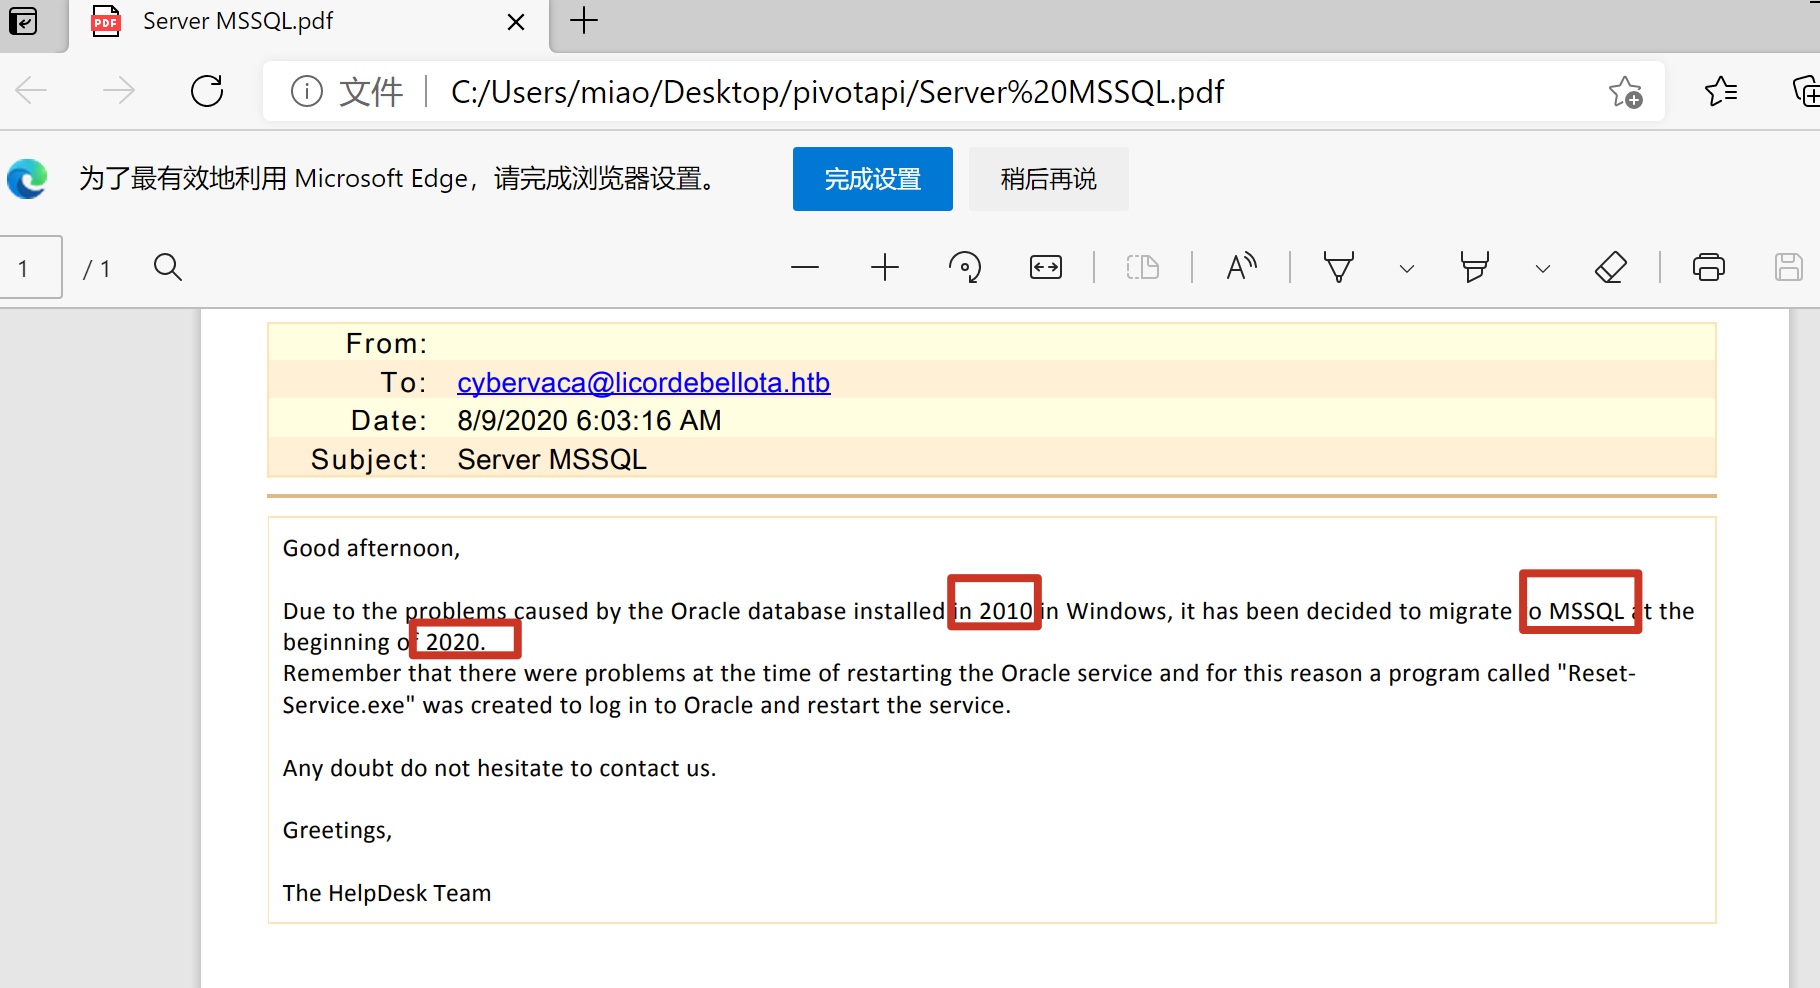 Server MSSQL.pdf
文件 C:/Users/miao/Desktop/pivotapi/Server%20MSSQL.pdf
为了最有效地利用 Microsoft Edge，请完成浏览器设置。 完成设置 稍后再说
1 / 1
From:
To: cybervaca@licordebellota.htb
Date: 8/9/2020 6:03:16 AM
Subject: Server MSSQL
Good afternoon,
Due to the problems caused by the Oracle database installed in 2010 in Windows, it has been decided to migrate to MSSQL at the
beginning of 2020.
Remember that there were problems at the time of restarting the Oracle service and for this reason a program called "Reset-
Service.exe" was created to log in to Oracle and restart the service.
Any doubt do not hesitate to contact us.
Greetings,
The HelpDesk Team